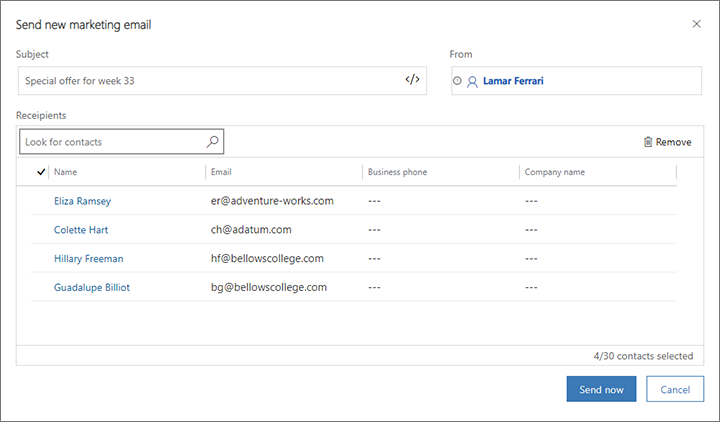 Send new marketing email
Subject From
Special offer for week 33 </> Lamar Ferrari
Receipients
Look for contacts Remove
Name Email Business phone Company name
Eliza Ramsey er@adventure-works.com --- ---
Colette Hart ch@adatum.com --- ---
Hillary Freeman hf@bellowscollege.com --- ---
Guadalupe Billiot bg@bellowscollege.com --- ---
4/30 contacts selected
Send now Cancel